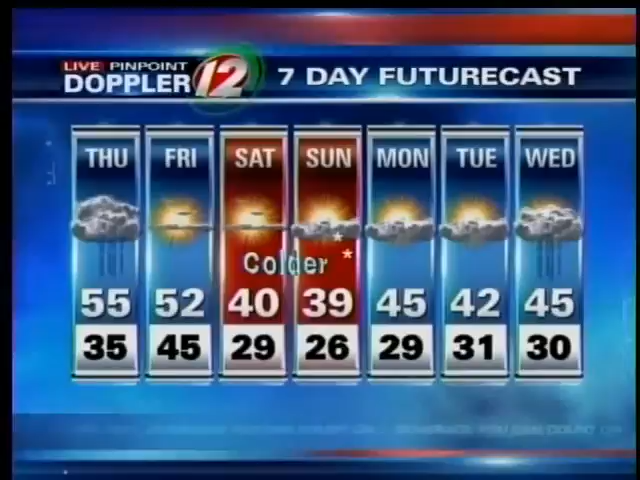 LIVE PINPOINT
DOPPLER 12
7 DAY FUTURECAST
THU FRI SAT SUN MON TUE WED
Colder
55 52 40 39 45 42 45
35 45 29 26 29 31 30